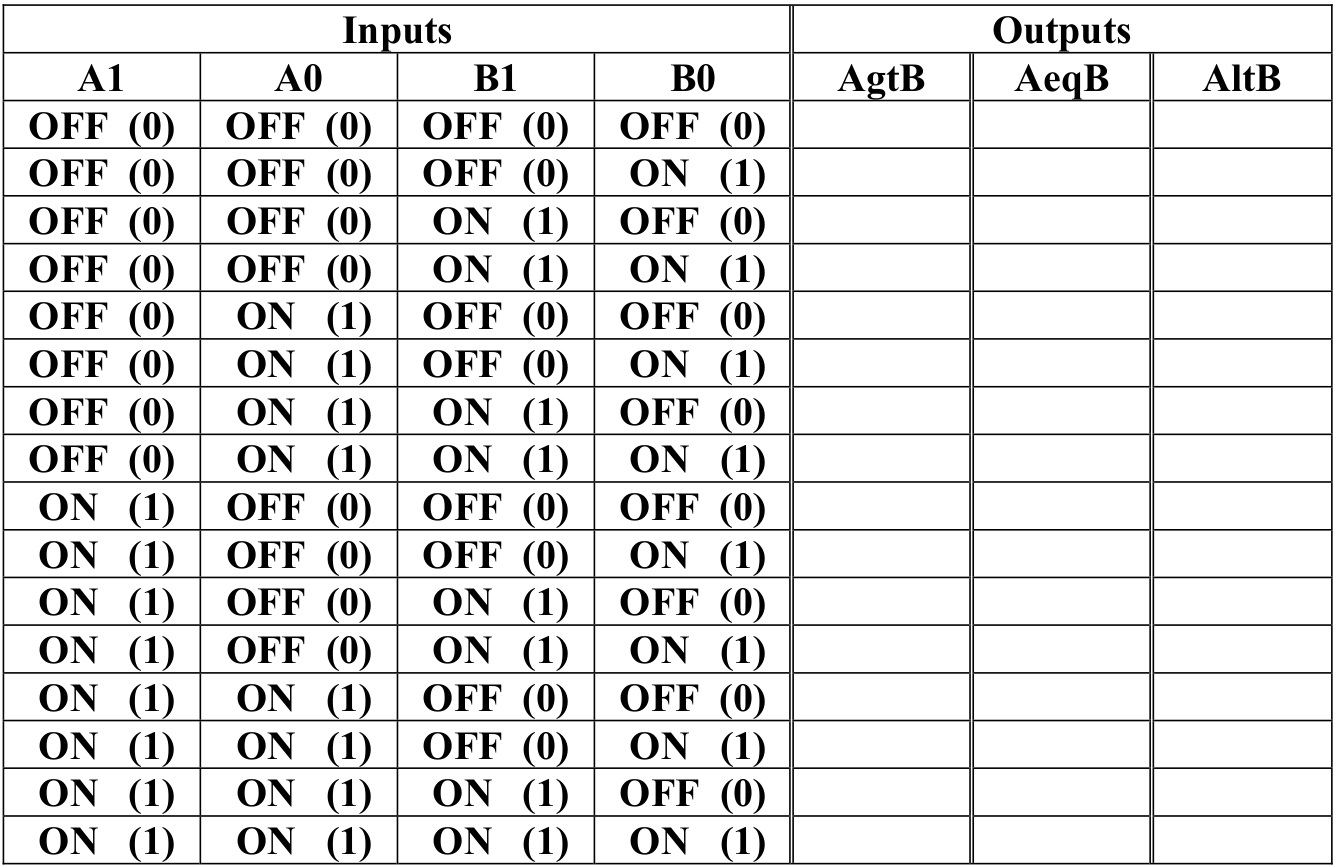 Inputs Outputs
A1 A0 B1 B0 AgtB AeqB AltB
OFF (0) OFF (0) OFF (0) OFF (0)
OFF (0) OFF (0) OFF (0) ON (1)
OFF (0) OFF (0) ON (1) OFF (0)
OFF (0) OFF (0) ON (1) ON (1)
OFF (0) ON (1) OFF (0) OFF (0)
OFF (0) ON (1) OFF (0) ON (1)
OFF (0) ON (1) ON (1) OFF (0)
OFF (0) ON (1) ON (1) ON (1)
ON (1) OFF (0) OFF (0) OFF (0)
ON (1) OFF (0) OFF (0) ON (1)
ON (1) OFF (0) ON (1) OFF (0)
ON (1) OFF (0) ON (1) ON (1)
ON (1) ON (1) OFF (0) OFF (0)
ON (1) ON (1) OFF (0) ON (1)
ON (1) ON (1) ON (1) OFF (0)
ON (1) ON (1) ON (1) ON (1)